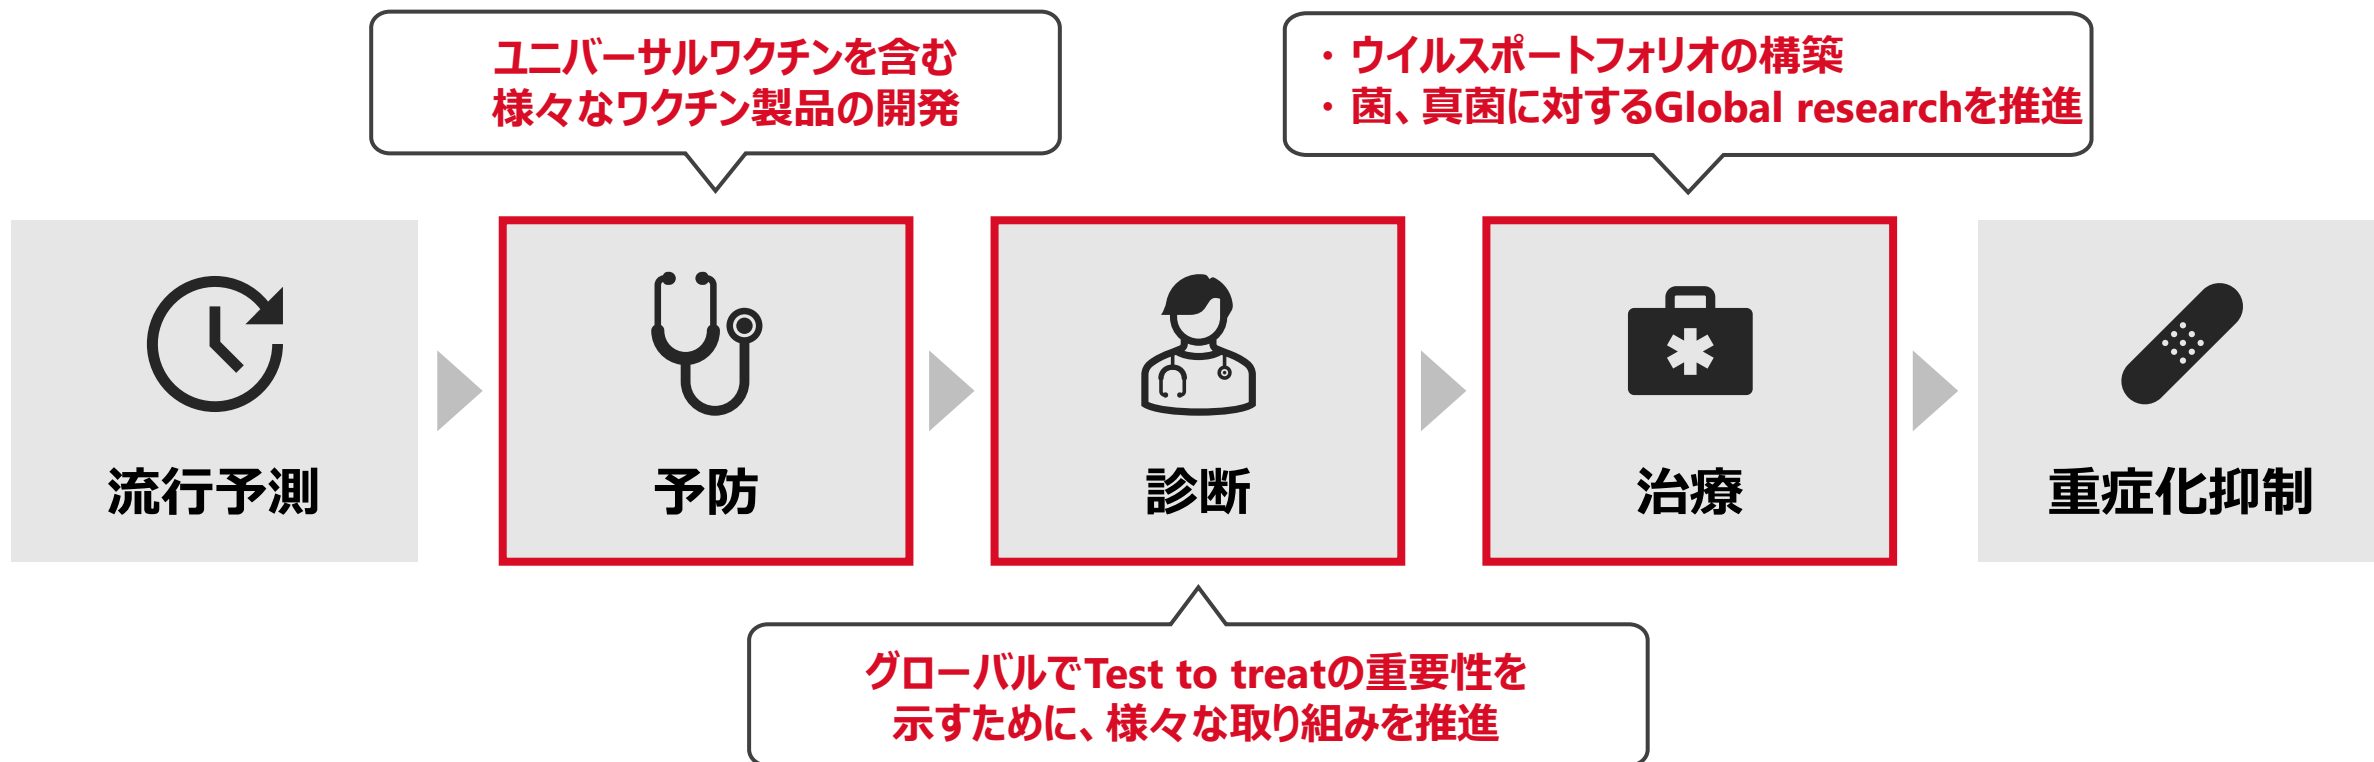 ユニバーサルワクチンを含む
様々なワクチン製品の開発
・ ウイルスポートフォリオの構築
・ 菌、真菌に対するGlobal researchを推進
流行予測
予防
診断
治療
重症化抑制
グローバルでTest to treatの重要性を
示すために、様々な取り組みを推進